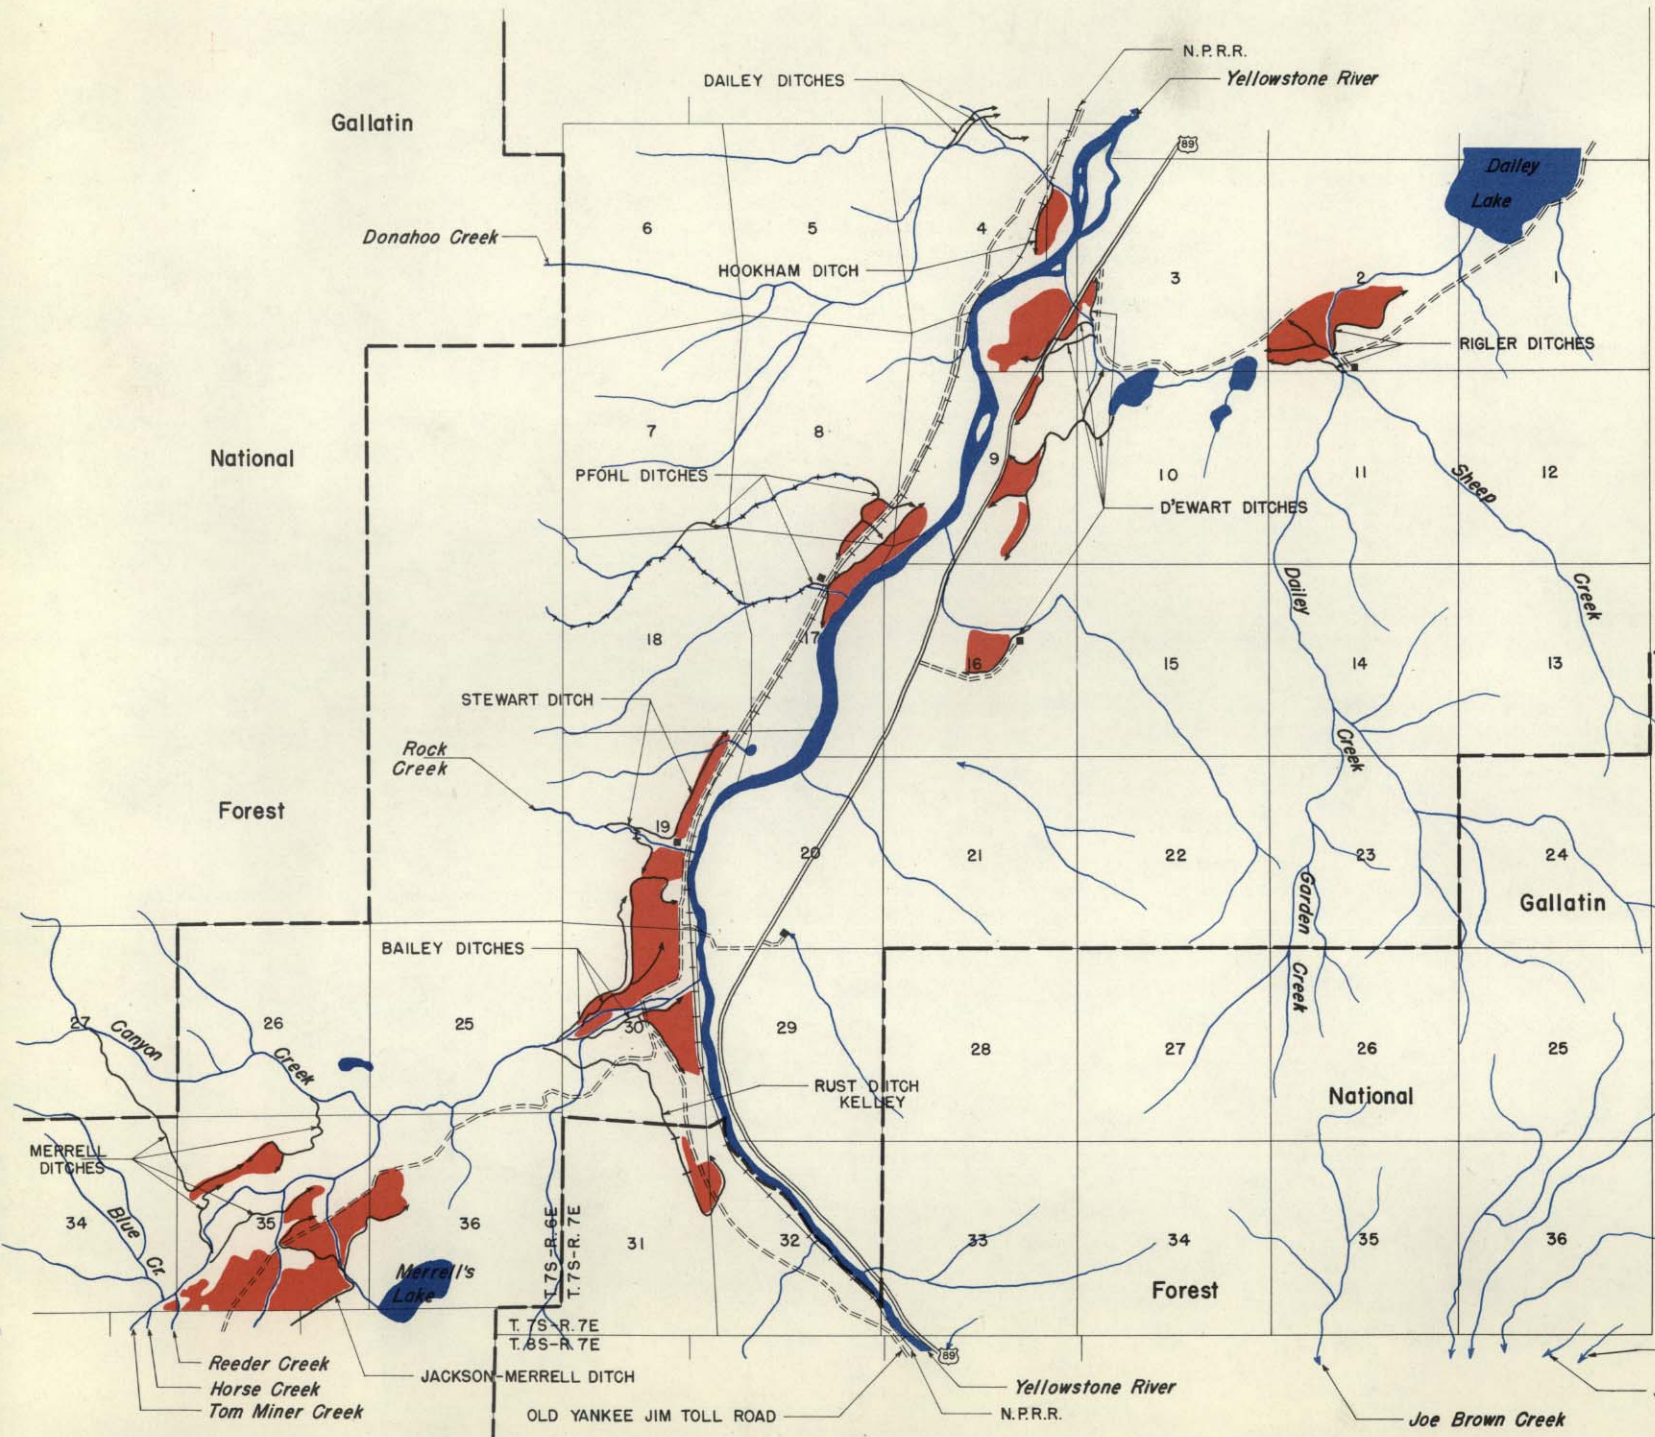 N.P.R.R.
DAILEY DITCHES
Yellowstone River
Gallatin
89
Dailey
Lake
6
5
4
Donahoo Creek
HOOKHAM DITCH
3
2
1
RIGLER DITCHES
7
8
9
National
PFOHL DITCHES
10
11
Sheep
12
D'EWART DITCHES
Dailey
Creek
18
17
16
15
14
13
STEWART DITCH
Rock
Creek
Creek
Forest
19
20
21
22
23
24
Garden
Gallatin
BAILEY DITCHES
Creek
27
Canyon
26
25
30
29
28
27
26
25
Creek
RUST DITCH
KELLEY
National
MERRELL
DITCHES
34
Blue
Cr.
35
36
T.7S-R.6E
T.7S-R.7E
31
32
33
34
35
36
Merrell's
Lake
Forest
T. 7S-R.7E
T. 8S-R.7E
89
Reeder Creek
JACKSON-MERRELL DITCH
Horse Creek
Yellowstone River
Tom Miner Creek
OLD YANKEE JIM TOLL ROAD
N.P.R.R.
Joe Brown Creek